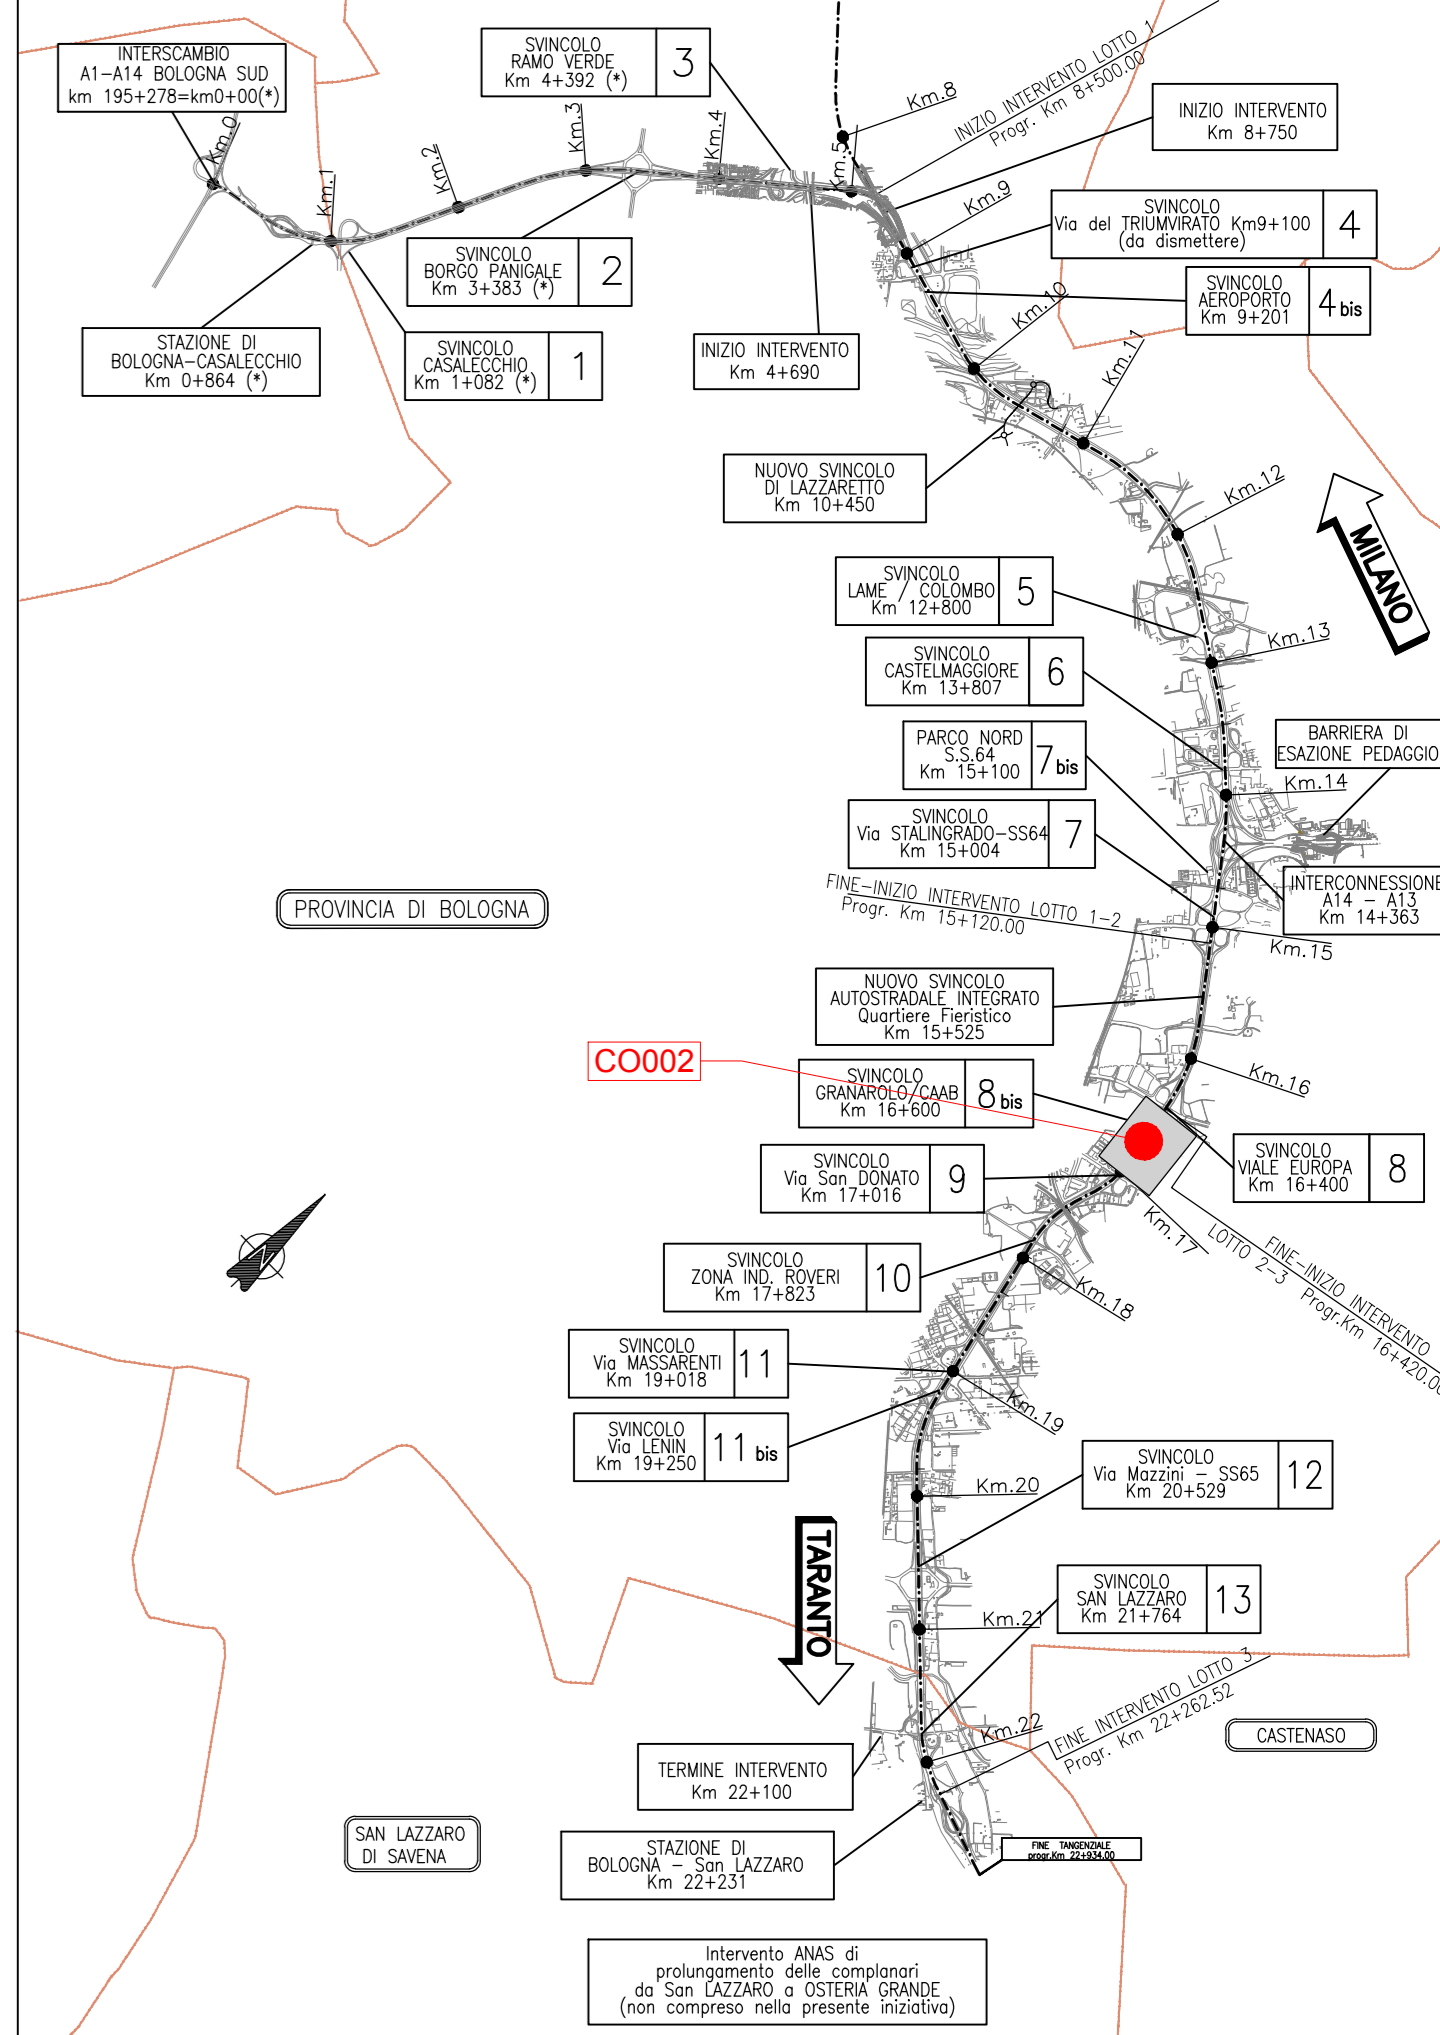 INTERSCAMBIO
A1-A14 BOLOGNA SUD
km 195+278=km0+00(*)
SVINCOLO
RAMO VERDE
Km 4+392 (*)
3
Km.0
Km.1
Km.2
Km.3
Km.4
Km.5
Km.8
INIZIO INTERVENTO LOTTO 1
Progr. Km 8+500.00
INIZIO INTERVENTO
Km 8+750
Km.9
SVINCOLO
Via del TRIUMVIRATO Km9+100
(da dismettere)
4
SVINCOLO
AEROPORTO
Km 9+201
4 bis
SVINCOLO
BORGO PANIGALE
Km 3+383 (*)
2
STAZIONE DI
BOLOGNA-CASALECCHIO
Km 0+864 (*)
SVINCOLO
CASALECCHIO
Km 1+082 (*)
1
INIZIO INTERVENTO
Km 4+690
Km.10
Km.11
NUOVO SVINCOLO
DI LAZZARETTO
Km 10+450
Km.12
MILANO
SVINCOLO
LAME / COLOMBO
Km 12+800
5
Km.13
SVINCOLO
CASTELMAGGIORE
Km 13+807
6
PARCO NORD
S.S.64
Km 15+100
7 bis
BARRIERA DI
ESAZIONE PEDAGGIO
Km.14
SVINCOLO
Via STALINGRADO-SS64
Km 15+004
7
FINE-INIZIO INTERVENTO LOTTO 1-2
Progr. Km 15+120.00
INTERCONNESSIONE
A14 - A13
Km 14+363
Km.15
PROVINCIA DI BOLOGNA
NUOVO SVINCOLO
AUTOSTRADALE INTEGRATO
Quartiere Fieristico
Km 15+525
CO002
SVINCOLO
GRANAROLO/CAAB
Km 16+600
8 bis
Km.16
SVINCOLO
VIALE EUROPA
Km 16+400
8
SVINCOLO
Via San DONATO
Km 17+016
9
Km.17
FINE-INIZIO INTERVENTO
LOTTO 2-3 Progr.Km 16+420.00
SVINCOLO
ZONA IND. ROVERI
Km 17+823
10
Km.18
SVINCOLO
Via MASSARENTI
Km 19+018
11
Km.19
SVINCOLO
Via LENIN
Km 19+250
11 bis
SVINCOLO
Via Mazzini - SS65
Km 20+529
12
Km.20
TARANTO
SVINCOLO
SAN LAZZARO
Km 21+764
13
Km.21
Km.22
FINE INTERVENTO LOTTO 3
Progr. Km 22+262.52
CASTENASO
TERMINE INTERVENTO
Km 22+100
SAN LAZZARO
DI SAVENA
STAZIONE DI
BOLOGNA - San LAZZARO
Km 22+231
FINE TANGENZIALE
progr.Km 22+934.00
Intervento ANAS di
prolungamento delle complanari
da San LAZZARO a OSTERIA GRANDE
(non compreso nella presente iniziativa)